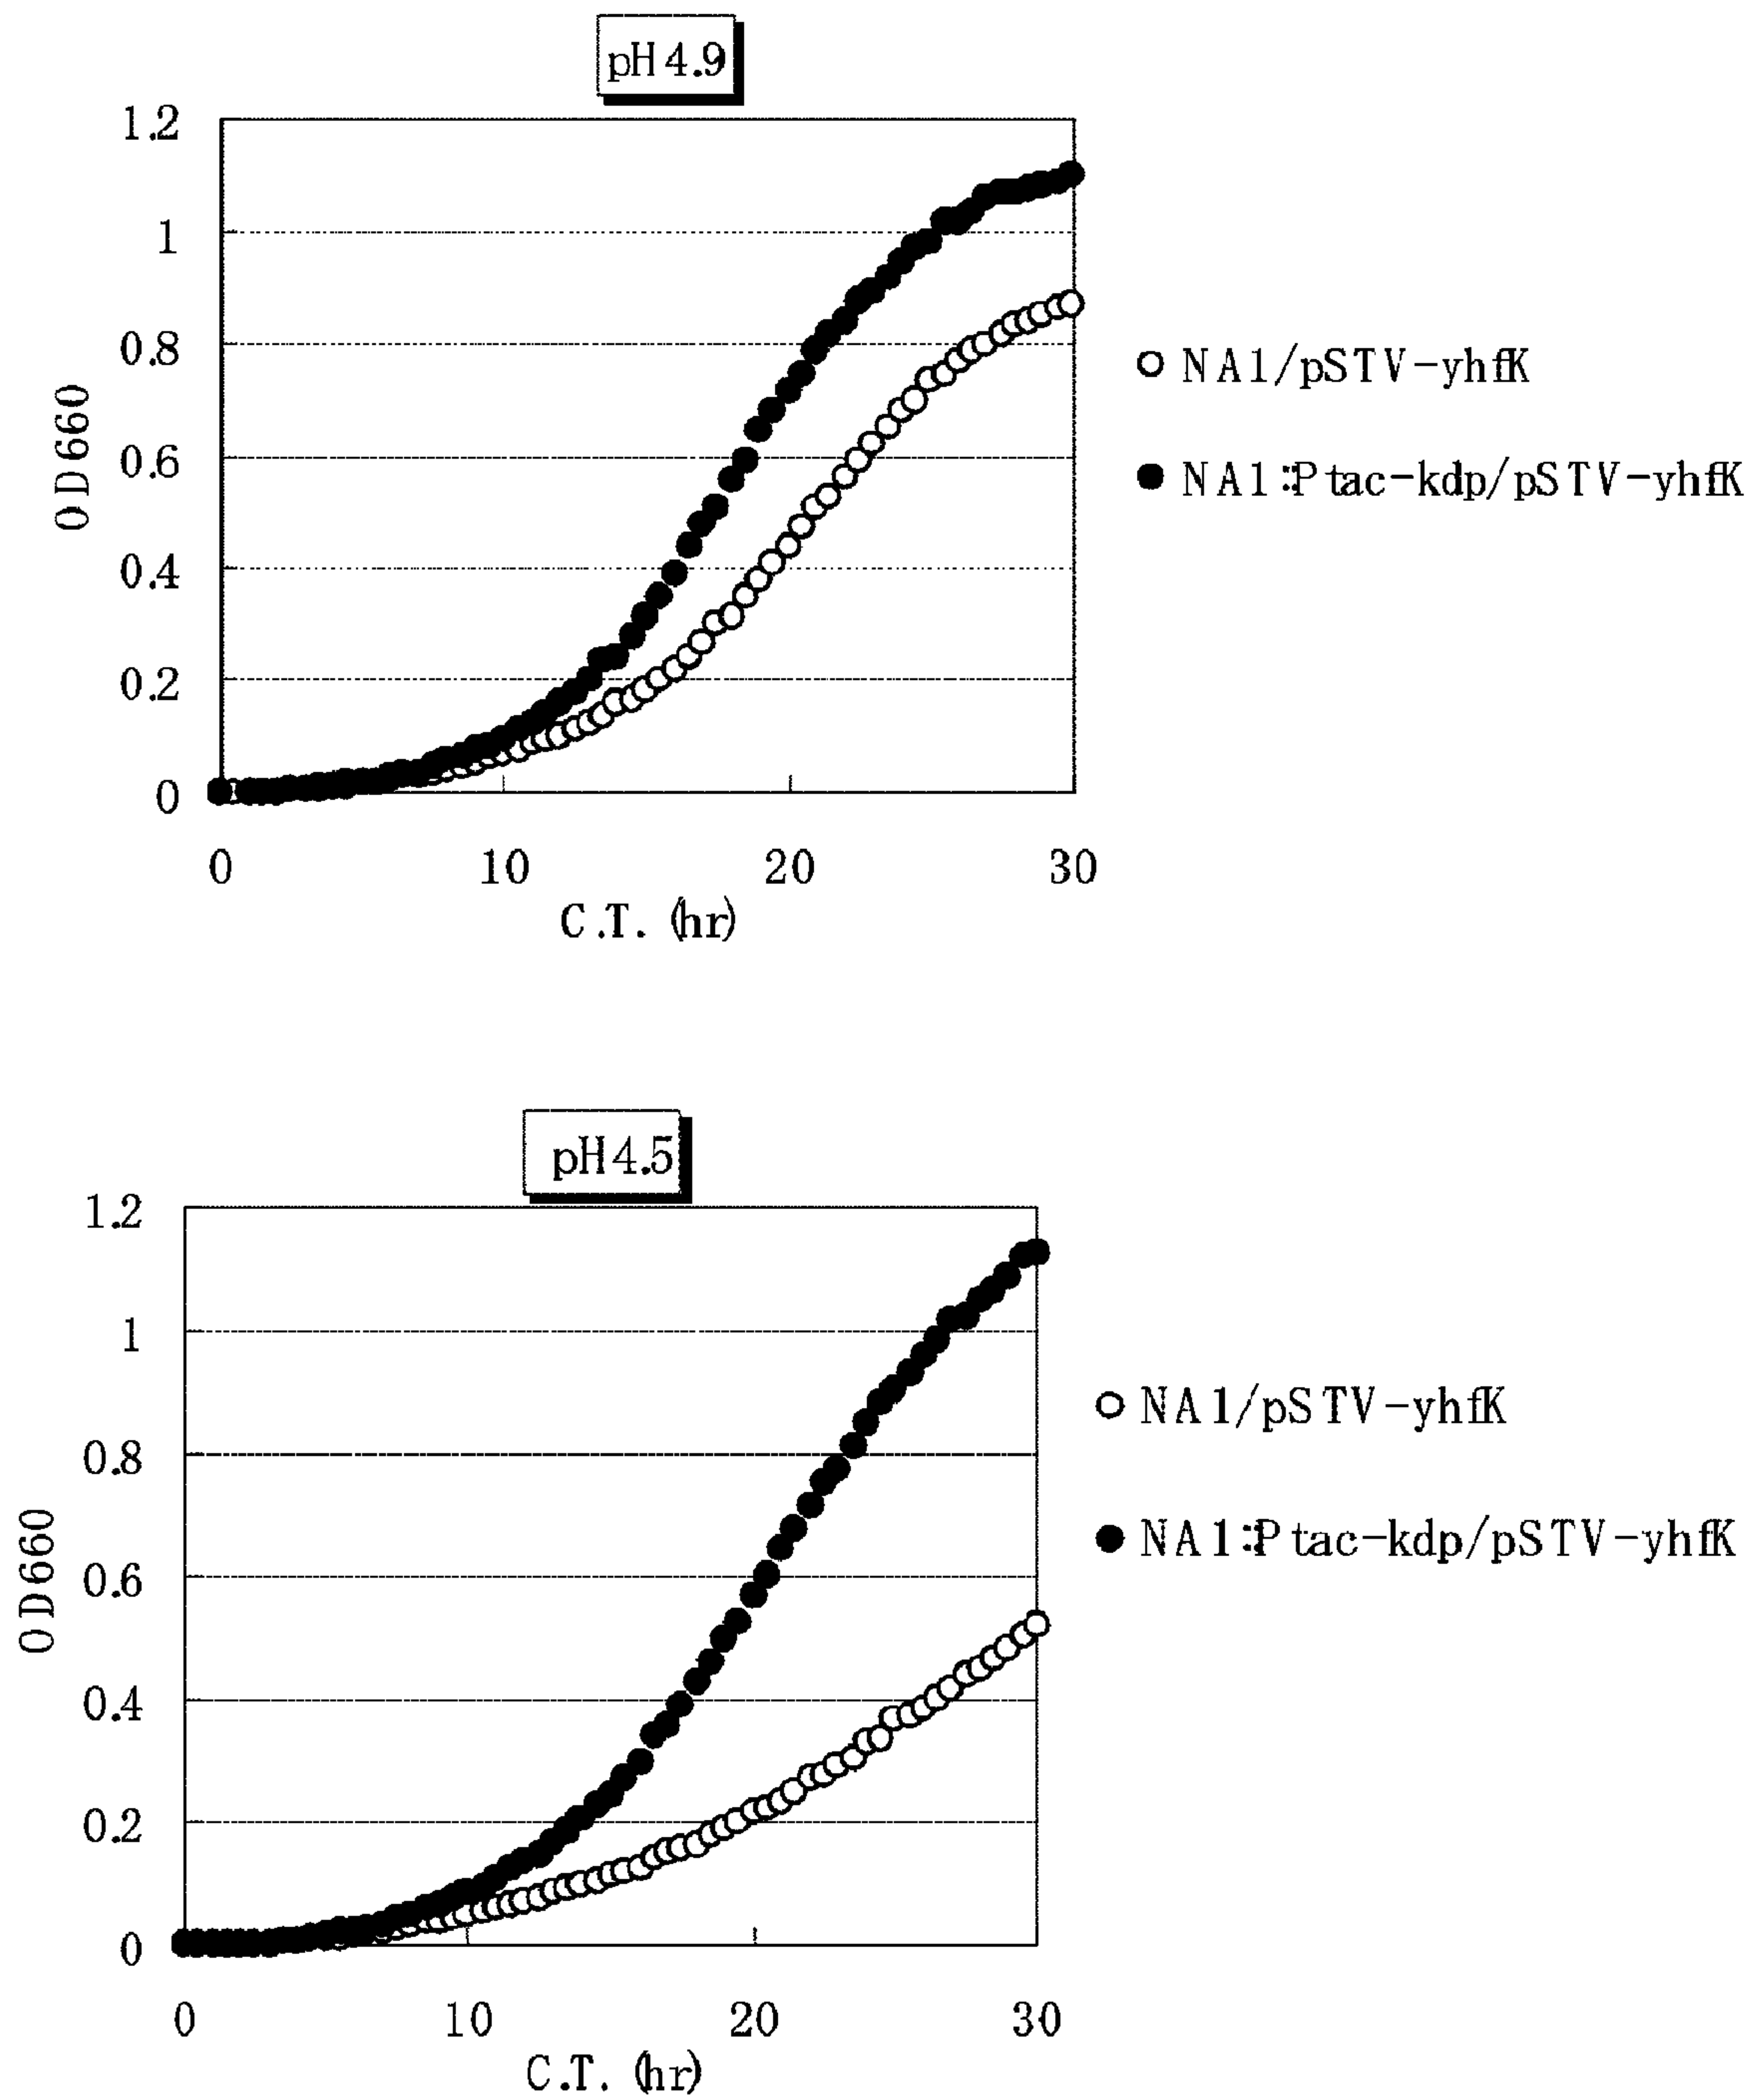 pH4.9
1.2
1
0.8
0.6
0.4
0.2
0
OD660
0 10 20 30
C.T. (hr)
NA1/pSTV-yhfK
NA1::Ptac-kdp/pSTV-yhfK
pH4.5
1.2
1
0.8
0.6
0.4
0.2
0
OD660
0 10 20 30
C.T. (hr)
NA1/pSTV-yhfK
NA1::Ptac-kdp/pSTV-yhfK